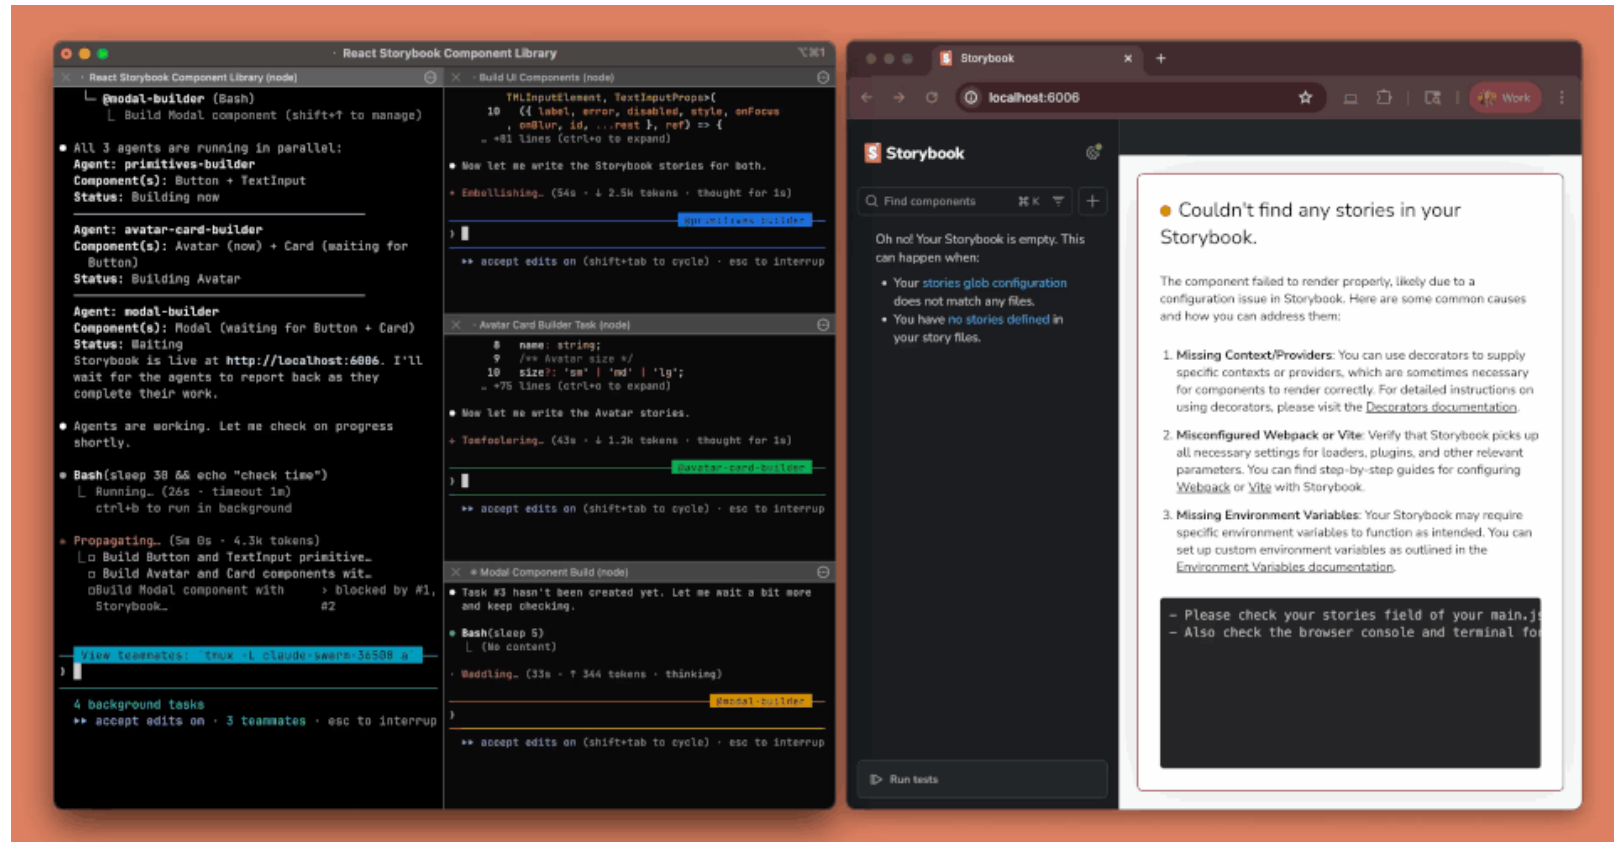 · React Storybook Component Library
⌥⌘1
· React Storybook Component Library (node)
@modal-builder (Bash)
Build Modal component (shift+↑ to manage)
All 3 agents are running in parallel:
Agent: primitives-builder
Component(s): Button + TextInput
Status: Building now
Agent: avatar-card-builder
Component(s): Avatar (now) + Card (waiting for
Button)
Status: Building Avatar
Agent: modal-builder
Component(s): Modal (waiting for Button + Card)
Status: Waiting
Storybook is live at http://localhost:6006. I'll
wait for the agents to report back as they
complete their work.
Agents are working. Let me check on progress
shortly.
Bash(sleep 30 && echo "check time")
Running… (26s · timeout 1m)
ctrl+b to run in background
Propagating… (5m 0s · 4.3k tokens)
Build Button and TextInput primitive…
Build Avatar and Card components wit…
Build Modal component with › blocked by #1,
Storybook… #2
View teammates: `tmux -L claude-swarm-36508 a`
4 background tasks
▸▸ accept edits on · 3 teammates · esc to interrup
· Build UI Components (node)
TMLInputElement, TextInputProps>(
10 ({ label, error, disabled, style, onFocus
, onBlur, id, ...rest }, ref) => {
… +81 lines (ctrl+o to expand)
Now let me write the Storybook stories for both.
Embellishing… (54s · ↓ 2.5k tokens · thought for 1s)
@primitives-builder
▸▸ accept edits on (shift+tab to cycle) · esc to interrup
· Avatar Card Builder Task (node)
8 name: string;
9 /** Avatar size */
10 size?: 'sm' | 'md' | 'lg';
… +75 lines (ctrl+o to expand)
Now let me write the Avatar stories.
Tomfoolering… (43s · ↓ 1.2k tokens · thought for 1s)
@avatar-card-builder
▸▸ accept edits on (shift+tab to cycle) · esc to interrup
Modal Component Build (node)
Task #3 hasn't been created yet. Let me wait a bit more
and keep checking.
Bash(sleep 5)
(No content)
Waddling… (33s · ↑ 344 tokens · thinking)
@modal-builder
▸▸ accept edits on (shift+tab to cycle) · esc to interrup
Storybook
localhost:6006
Work
Storybook
Find components
⌘ K
Oh no! Your Storybook is empty. This
can happen when:
• Your stories glob configuration
does not match any files.
• You have no stories defined in
your story files.
Run tests
Couldn't find any stories in your
Storybook.
The component failed to render properly, likely due to a
configuration issue in Storybook. Here are some common causes
and how you can address them:
1. Missing Context/Providers: You can use decorators to supply
specific contexts or providers, which are sometimes necessary
for components to render correctly. For detailed instructions on
using decorators, please visit the Decorators documentation.
2. Misconfigured Webpack or Vite: Verify that Storybook picks up
all necessary settings for loaders, plugins, and other relevant
parameters. You can find step-by-step guides for configuring
Webpack or Vite with Storybook.
3. Missing Environment Variables: Your Storybook may require
specific environment variables to function as intended. You can
set up custom environment variables as outlined in the
Environment Variables documentation.
- Please check your stories field of your main.js
- Also check the browser console and terminal for